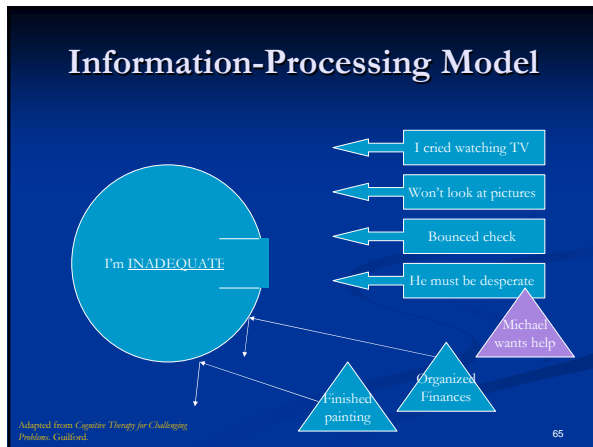 Information-Processing Model
I cried watching TV
Won't look at pictures
Bounced check
I'm INADEQUATE
He must be desperate
Michael
wants help
Organized
Finances
Finished
painting
Adapted from Cognitive Therapy for Challenging
Problems. Guilford.
65